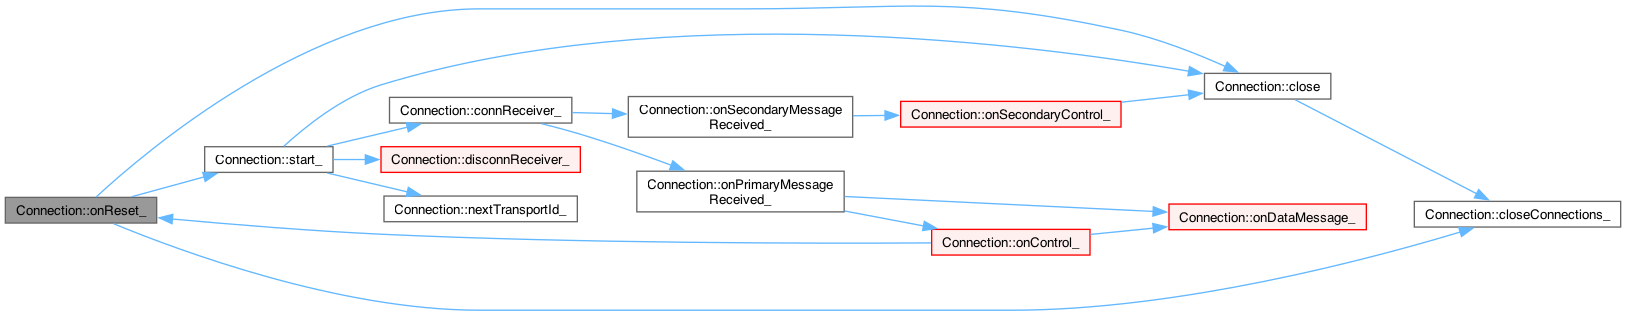 Connection::onReset_
Connection::start_
Connection::connReceiver_
Connection::disconnReceiver_
Connection::nextTransportId_
Connection::onSecondaryMessage
Received_
Connection::onPrimaryMessage
Received_
Connection::onSecondaryControl_
Connection::onControl_
Connection::close
Connection::onDataMessage_
Connection::closeConnections_